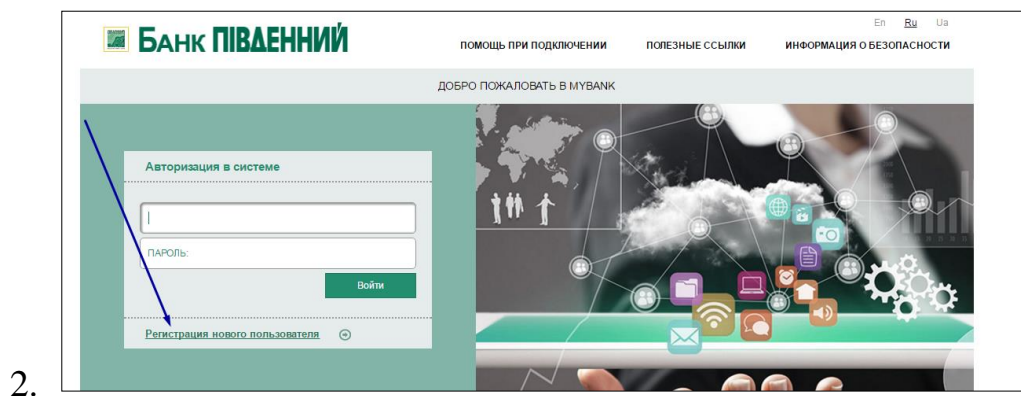 En Ru Ua
Банк ПІВДЕННИЙ
ПОМОЩЬ ПРИ ПОДКЛЮЧЕНИИ ПОЛЕЗНЫЕ ССЫЛКИ ИНФОРМАЦИЯ О БЕЗОПАСНОСТИ
ДОБРО ПОЖАЛОВАТЬ В MYBANK
Авторизация в системе
ПАРОЛЬ:
Войти
Регистрация нового пользователя
2.